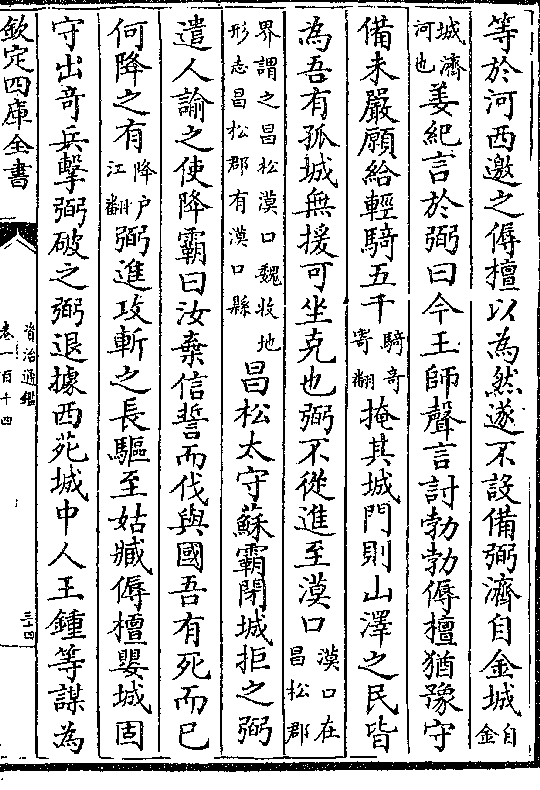 等於河西邀之傉檀以為然遂不設備弼濟自金城自金
城濟河也姜紀言於弼曰今王師聲言討勃勃傉檀猶豫守
備未嚴願給輕騎五千騎奇寄翻掩其城門則山澤之民皆
為吾有孤城無援可坐克也弼不從進至漠口漠口在昌松郡
界謂之昌松漠口魏收地形志昌松郡有漠口縣昌松太守蘇霸閉城拒之弼
遣人諭之使降霸曰汝棄信誓而伐與國吾有死而已
何降之有降户江翻弼進攻斬之長驅至姑臧傉檀嬰城固
守出竒兵擊弼破之弼退據西苑城中人王鍾等謀為
欽定四庫全書
資治通鑑
卷一百十四
三十四